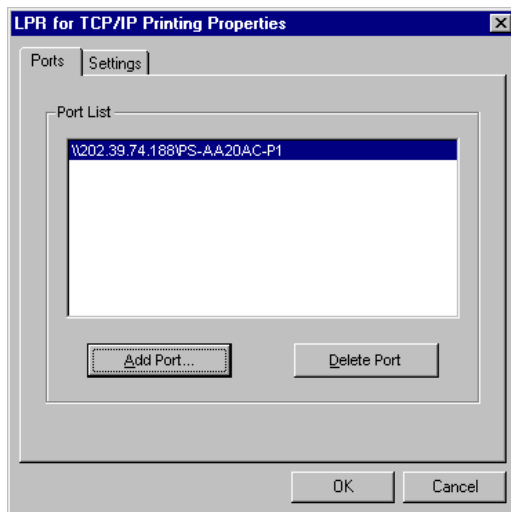 LPR for TCP/IP Printing Properties
Ports
Settings
Port List
\\202.39.74.188\PS-AA20AC-P1
Add Port...
Delete Port
OK
Cancel